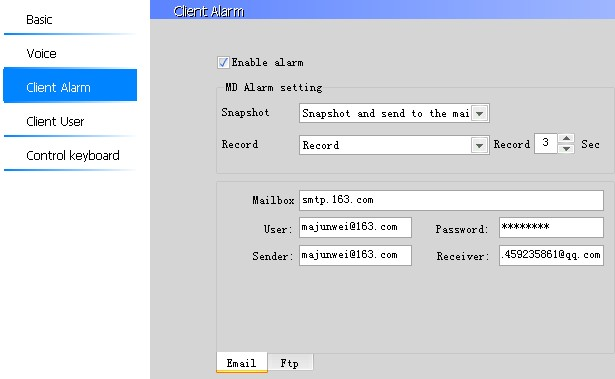 Client Alarm
Basic
Voice
Client Alarm
Client User
Control keyboard
Enable alarm
MD Alarm setting
Snapshot Snapshot and send to the mai
Record Record Record 3 Sec
Mailbox smtp.163.com
User: majunwei@163.com Password: ********
Sender: majunwei@163.com Receiver: .459235861@qq.com
Email Ftp